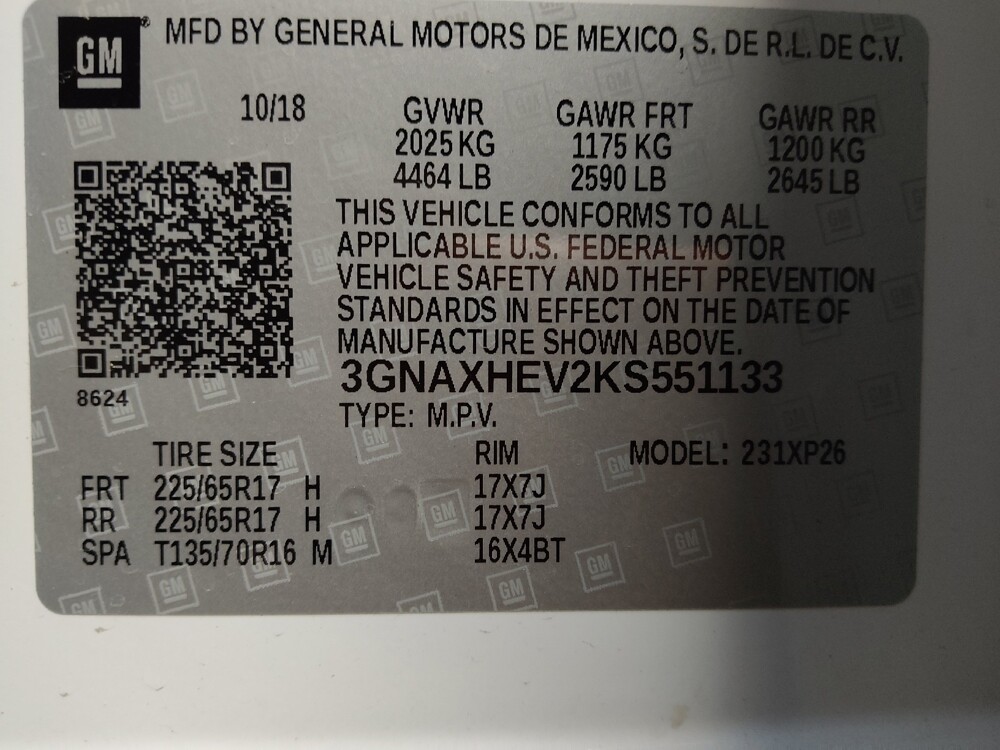 GM® MFD BY GENERAL MOTORS DE MEXICO, S. DE R.L. DE C.V.
10/18 GVWR GAWR FRT GAWR RR
2025 KG 1175 KG 1200 KG
4464 LB 2590 LB 2645 LB
THIS VEHICLE CONFORMS TO ALL
APPLICABLE U.S. FEDERAL MOTOR
VEHICLE SAFETY AND THEFT PREVENTION
STANDARDS IN EFFECT ON THE DATE OF
MANUFACTURE SHOWN ABOVE.
3GNAXHEV2KS551133
8624
TYPE: M.P.V.
TIRE SIZE RIM MODEL: 231XP26
FRT 225/65R17 H 17X7J
RR 225/65R17 H 17X7J
SPA T135/70R16 M 16X4BT